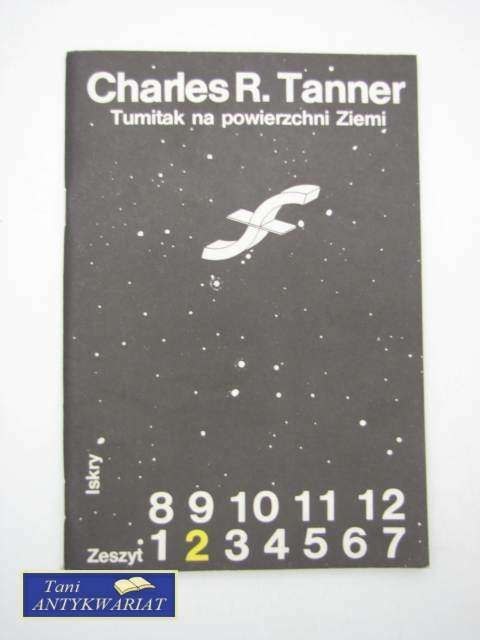 Charles R. Tanner
Tumitak na powierzchni Ziemi
Iskry
8 9 10 11 12
Zeszyt 1 2 3 4 5 6 7
Tani
ANTYKWARIAT